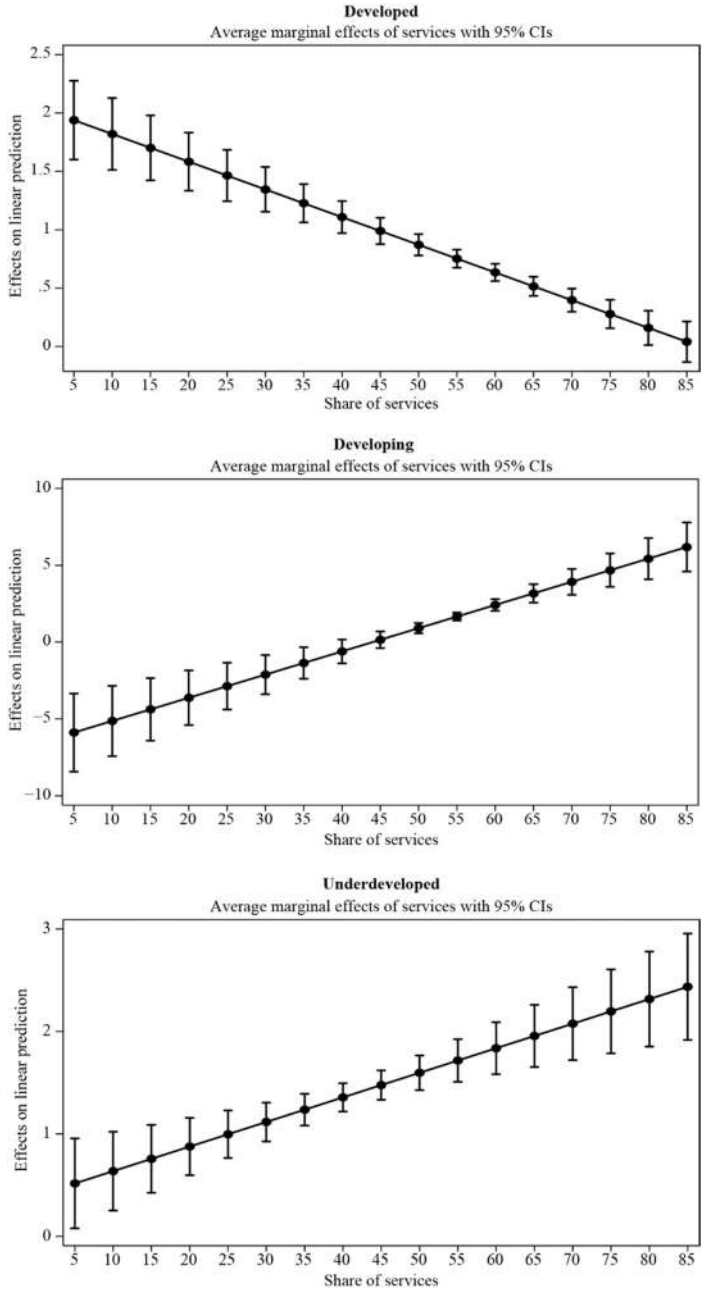 Developed
Average marginal effects of services with 95% CIs
Effects on linear prediction
2.5
2
1.5
1
.5
0
5 10 15 20 25 30 35 40 45 50 55 60 65 70 75 80 85
Share of services
Developing
Average marginal effects of services with 95% CIs
Effects on linear prediction
10
5
0
−5
−10
5 10 15 20 25 30 35 40 45 50 55 60 65 70 75 80 85
Share of services
Underdeveloped
Average marginal effects of services with 95% CIs
Effects on linear prediction
3
2
1
0
5 10 15 20 25 30 35 40 45 50 55 60 65 70 75 80 85
Share of services